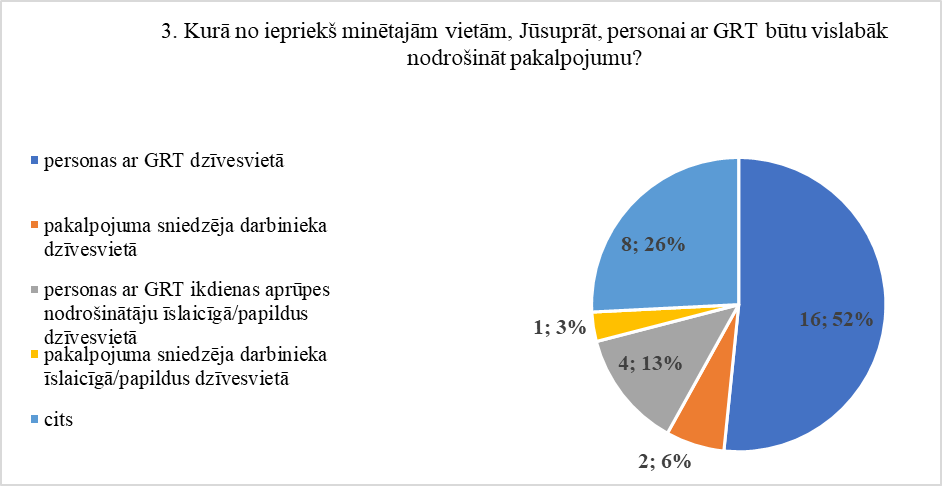 3. Kurā no iepriekš minētajām vietām, Jūsuprāt, personai ar GRT būtu vislabāk
nodrošināt pakalpojumu?
personas ar GRT dzīvesvietā
pakalpojuma sniedzēja darbinieka
dzīvesvietā
personas ar GRT ikdienas aprūpes
nodrošinātāju īslaicīgā/papildus
dzīvesvietā
pakalpojuma sniedzēja darbinieka
īslaicīgā/papildus dzīvesvietā
cits
16; 52%
2; 6%
4; 13%
1; 3%
8; 26%